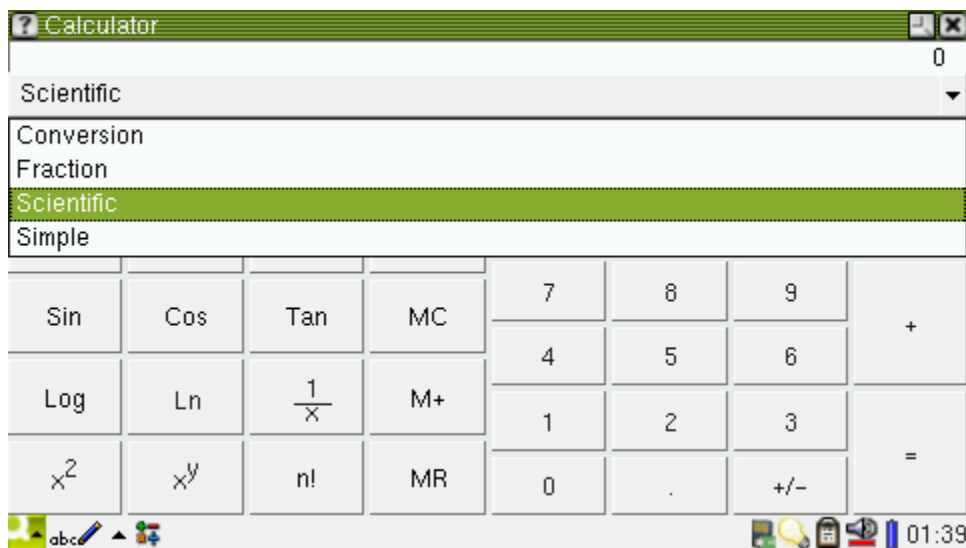 ? Calculator
0
Scientific
Conversion
Fraction
Scientific
Simple
7 8 9
Sin Cos Tan MC +
4 5 6
Log Ln 1/x M+
1 2 3
=
x² xʸ n! MR 0 . +/-
abc 01:39